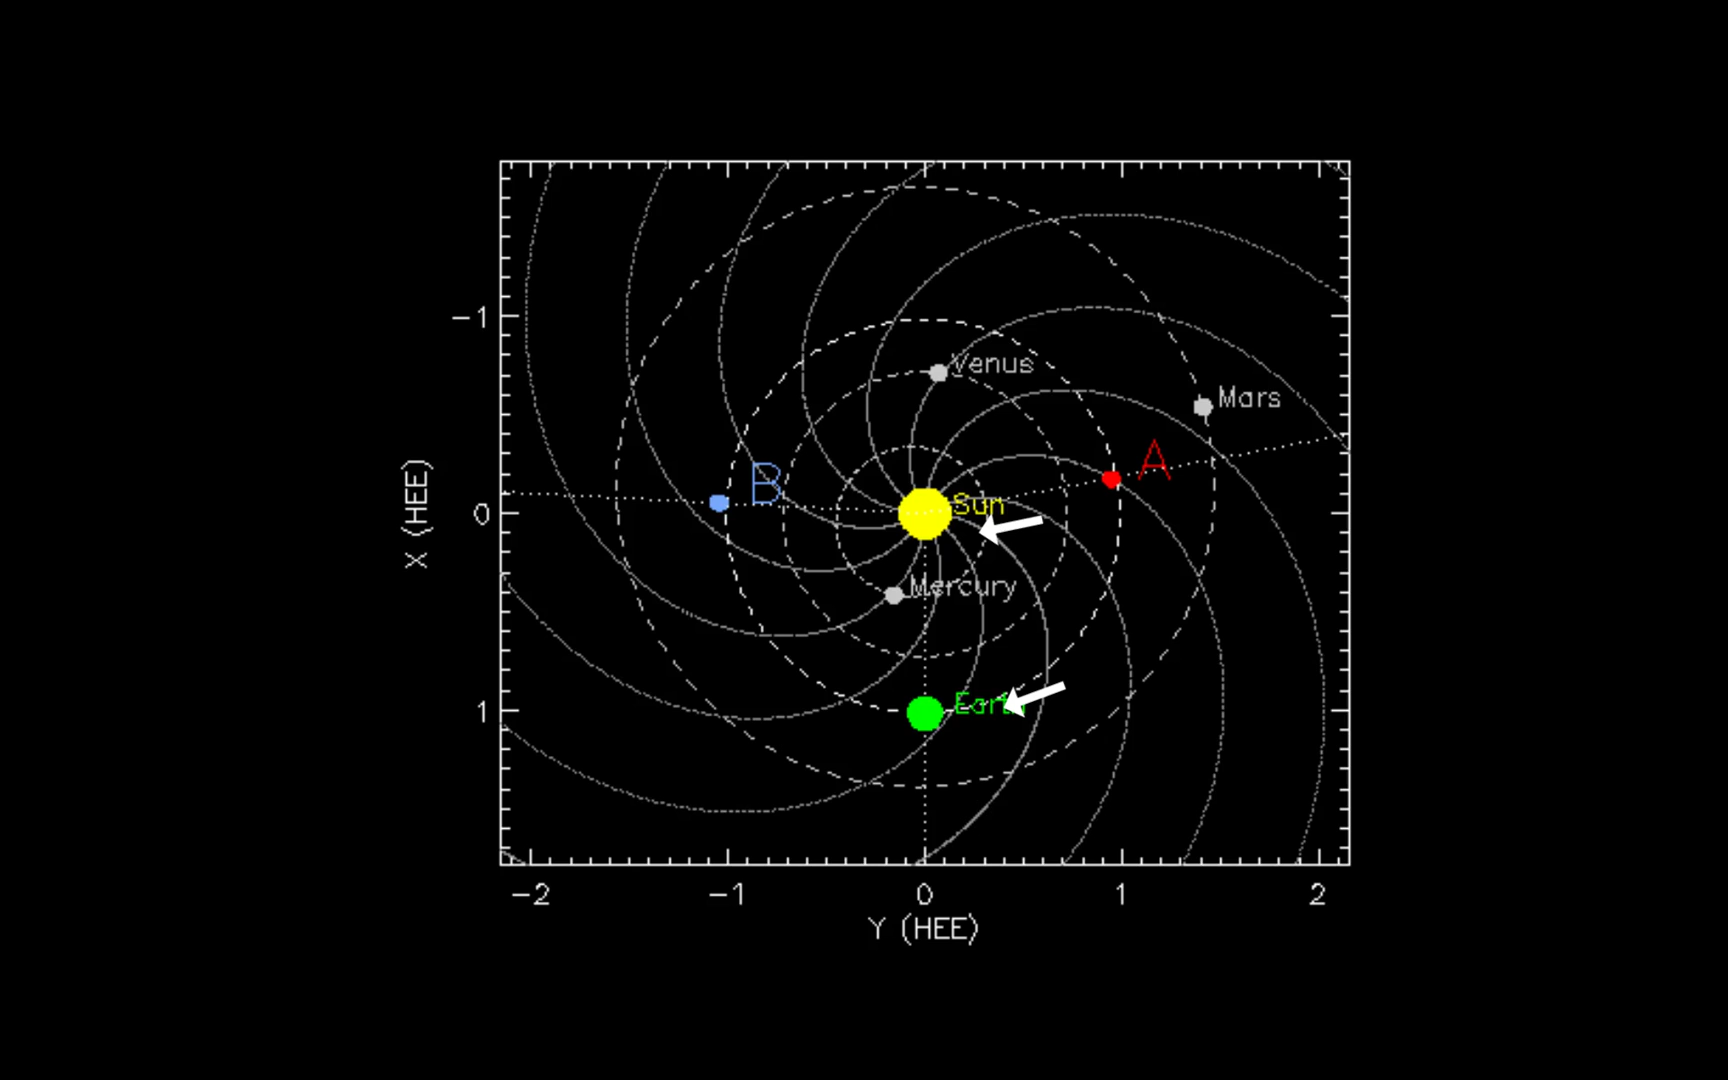 Venus
Mars
-1
A
B
Sun
X (HEE)
0
Mercury
Earth
1
-2 -1 0 1 2
Y (HEE)